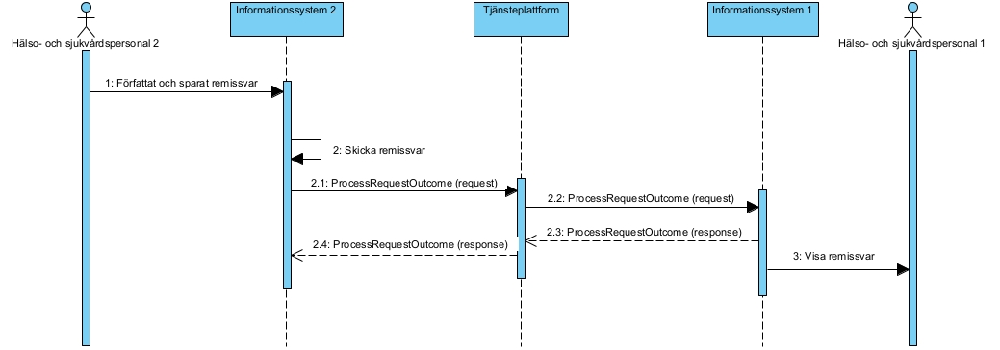 Informationssystem 2
Tjänsteplattform
Informationssystem 1
Hälso- och sjukvårdspersonal 2
Hälso- och sjukvårdspersonal 1
1: Författat och sparat remissvar
2: Skicka remissvar
2.1: ProcessRequestOutcome (request)
2.2: ProcessRequestOutcome (request)
2.3: ProcessRequestOutcome (response)
2.4: ProcessRequestOutcome (response)
3: Visa remissvar